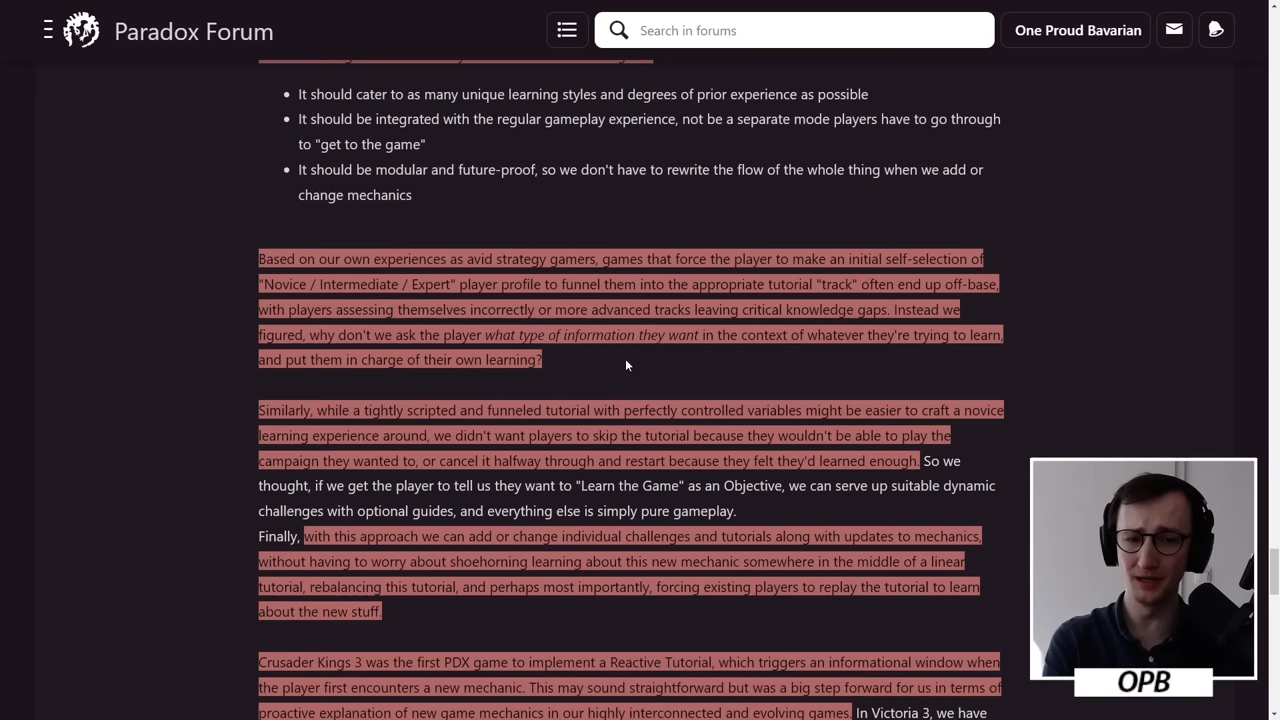 Paradox Forum
Search in forums
One Proud Bavarian
It should cater to as many unique learning styles and degrees of prior experience as possible
It should be integrated with the regular gameplay experience, not be a separate mode players have to go through
to "get to the game"
It should be modular and future-proof, so we don't have to rewrite the flow of the whole thing when we add or
change mechanics
Based on our own experiences as avid strategy gamers, games that force the player to make an initial self-selection of
"Novice / Intermediate / Expert" player profile to funnel them into the appropriate tutorial "track" often end up off-base,
with players assessing themselves incorrectly or more advanced tracks leaving critical knowledge gaps. Instead we
figured, why don't we ask the player what type of information they want in the context of whatever they're trying to learn,
and put them in charge of their own learning?
Similarly, while a tightly scripted and funneled tutorial with perfectly controlled variables might be easier to craft a novice
learning experience around, we didn't want players to skip the tutorial because they wouldn't be able to play the
campaign they wanted to, or cancel it halfway through and restart because they felt they'd learned enough. So we
thought, if we get the player to tell us they want to "Learn the Game" as an Objective, we can serve up suitable dynamic
challenges with optional guides, and everything else is simply pure gameplay.
Finally, with this approach we can add or change individual challenges and tutorials along with updates to mechanics,
without having to worry about shoehorning learning about this new mechanic somewhere in the middle of a linear
tutorial, rebalancing this tutorial, and perhaps most importantly, forcing existing players to replay the tutorial to learn
about the new stuff.
Crusader Kings 3 was the first PDX game to implement a Reactive Tutorial, which triggers an informational window when
the player first encounters a new mechanic. This may sound straightforward but was a big step forward for us in terms of
proactive explanation of new game mechanics in our highly interconnected and evolving games. In Victoria 3, we have
OPB